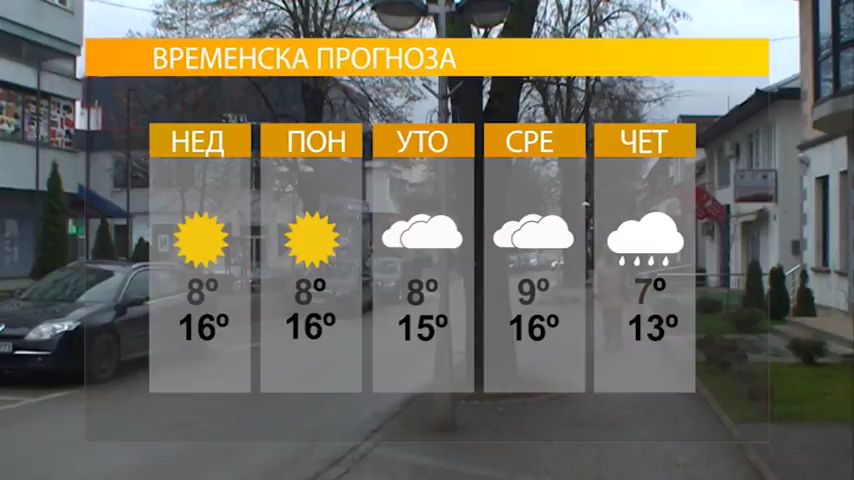 ВРЕМЕНСКА ПРОГНОЗА
НЕД ПОН УТО СРЕ ЧЕТ
8º 8º 8º 9º 7º
16º 16º 15º 16º 13º